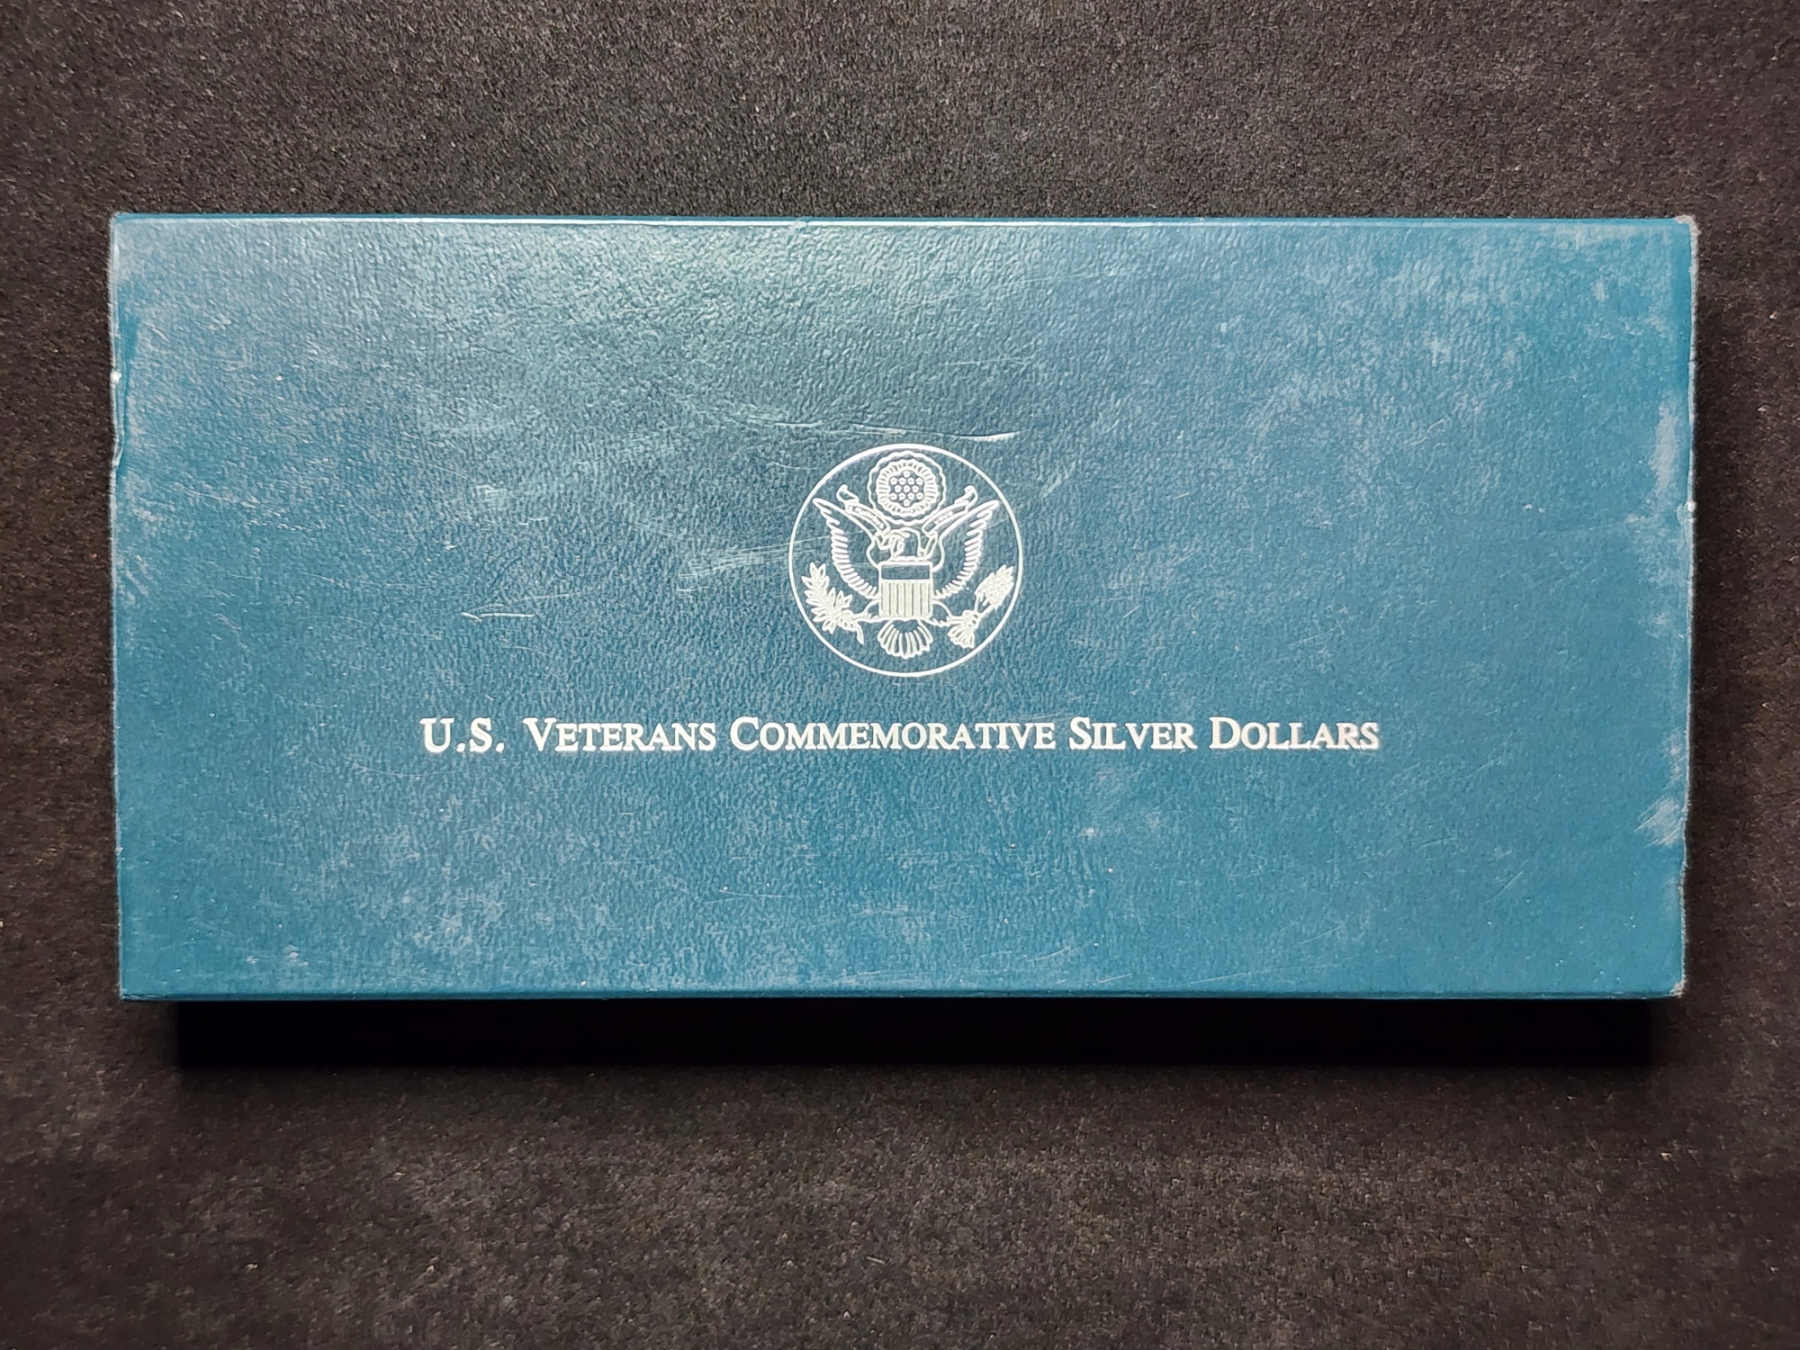 U.S. VETERANS COMMEMORATIVE SILVER DOLLARS